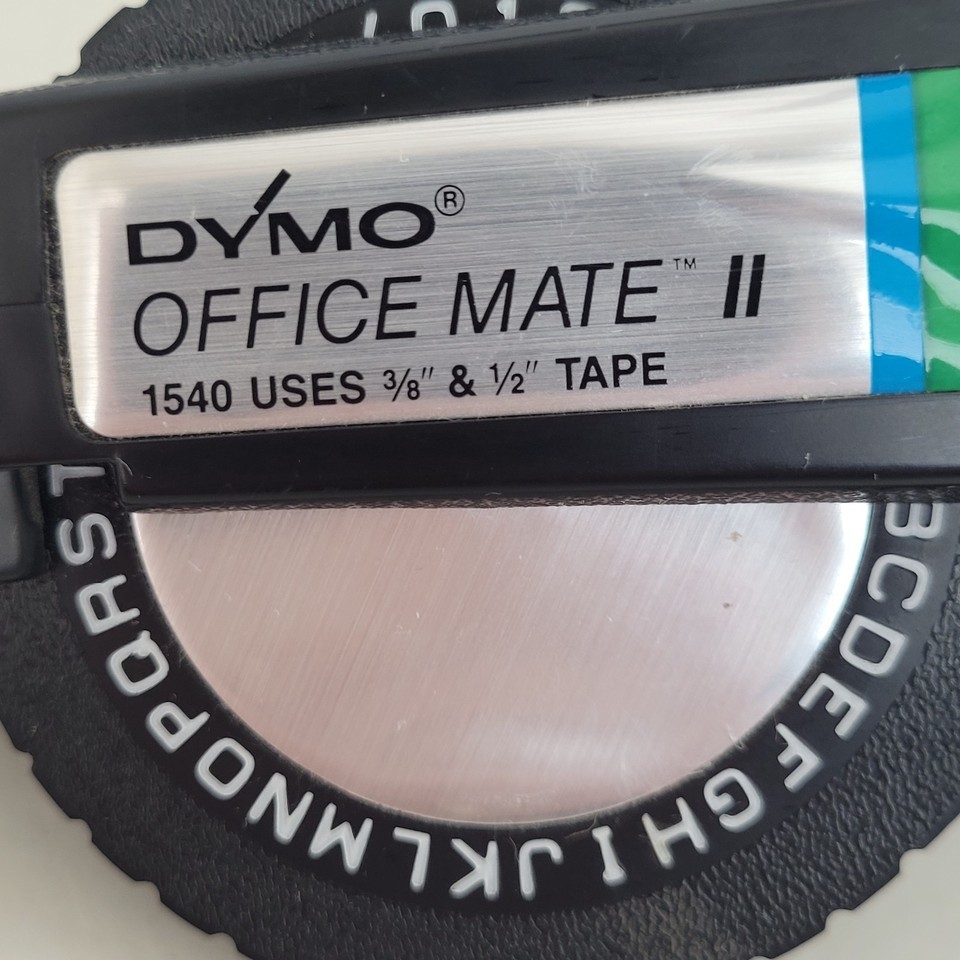 DYMO®
OFFICE MATE™ II
1540 USES 3/8" & 1/2" TAPE
BCDEFGHIJKLMNOPQRST